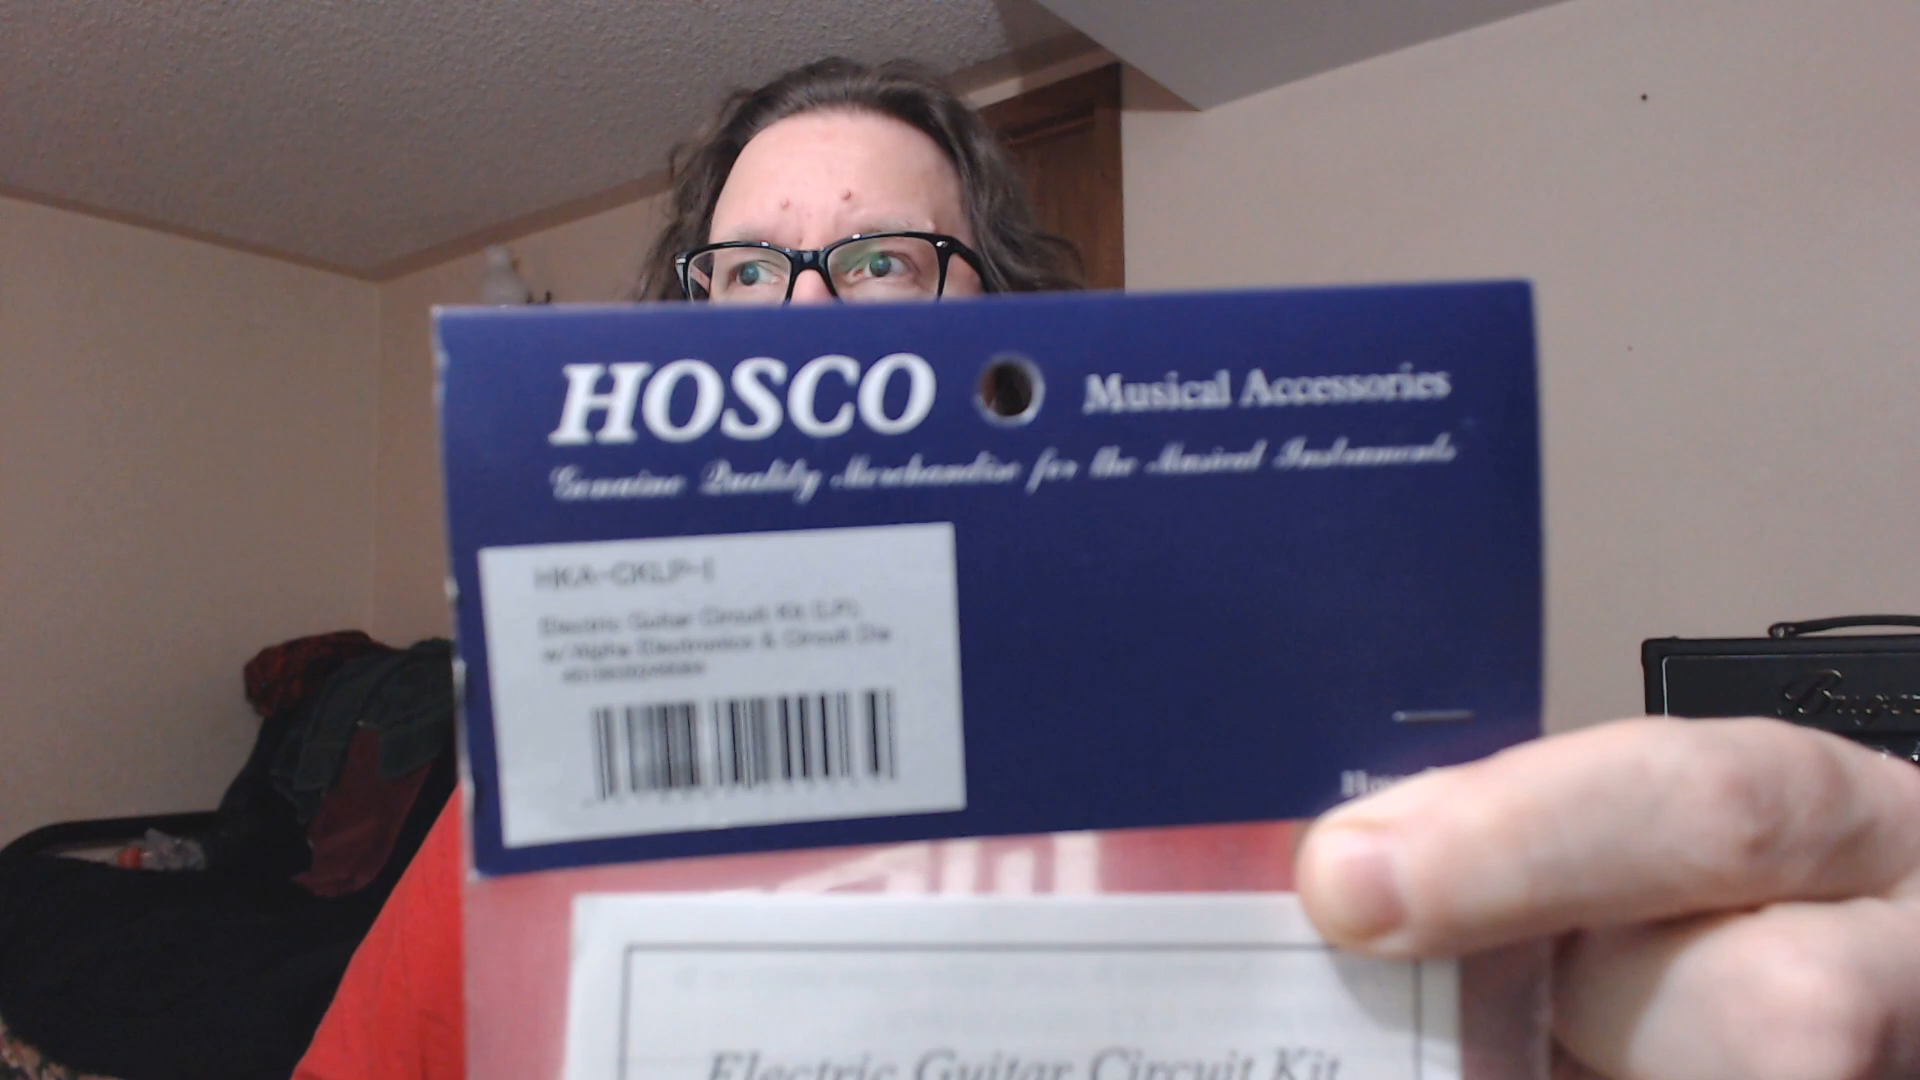 HOSCO Musical Accessories
Genuine Quality Merchandise for the Musical Instruments
HKA-CKLP-1
Electric Guitar Circuit Kit (LP),
w/Alpha Electronics & Circuit Dia
Electric Guitar Circuit Kit